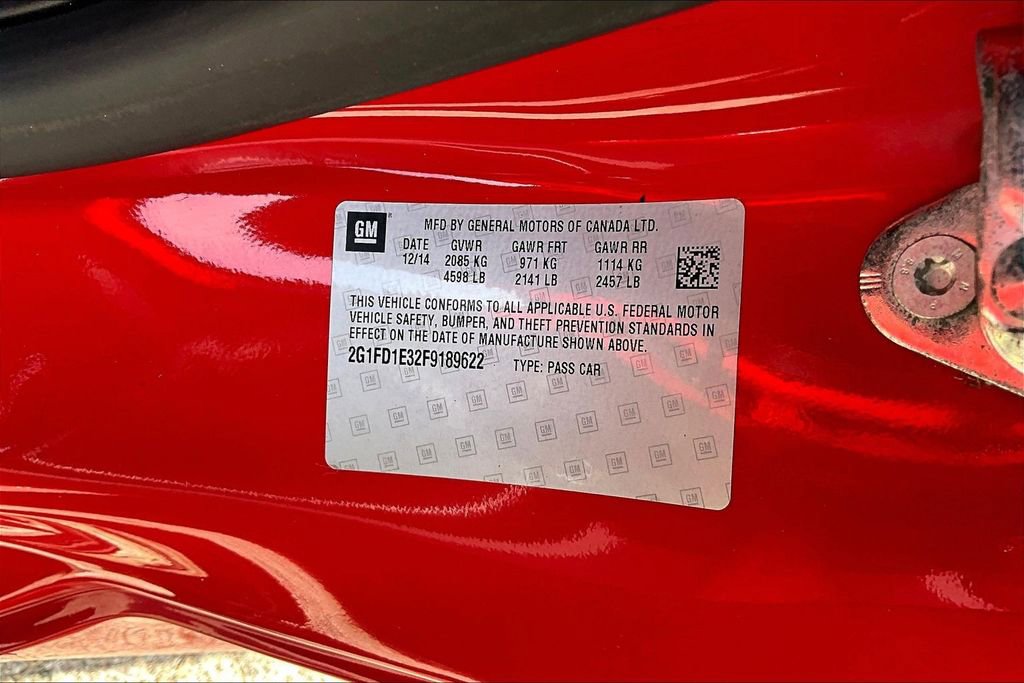 GM
MFD BY GENERAL MOTORS OF CANADA LTD.
DATE GVWR GAWR FRT GAWR RR
12/14 2085 KG 971 KG 1114 KG
4598 LB 2141 LB 2457 LB
THIS VEHICLE CONFORMS TO ALL APPLICABLE U.S. FEDERAL MOTOR
VEHICLE SAFETY, BUMPER, AND THEFT PREVENTION STANDARDS IN
EFFECT ON THE DATE OF MANUFACTURE SHOWN ABOVE.
2G1FD1E32F9189622 TYPE: PASS CAR